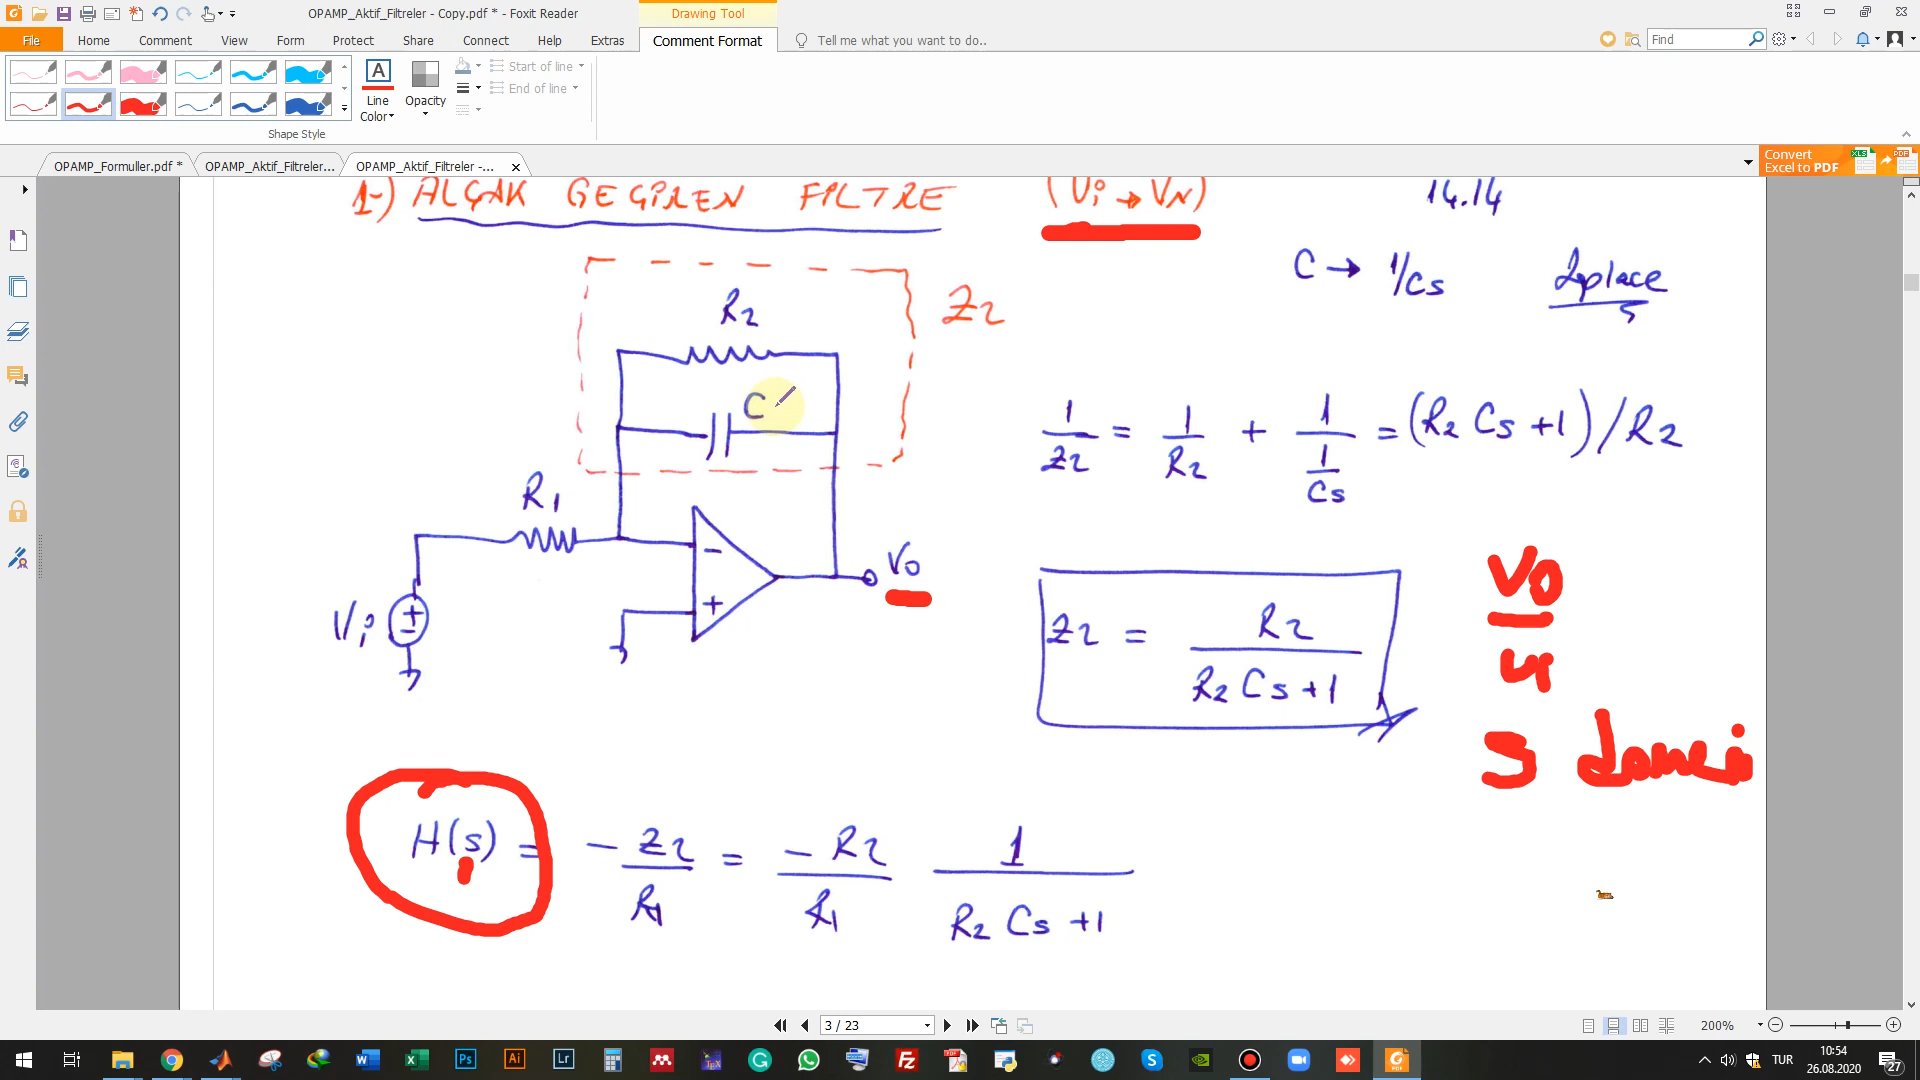 OPAMP_Aktif_Filtreler - Copy.pdf * - Foxit Reader
Drawing Tool
File Home Comment View Form Protect Share Connect Help Extras Comment Format Tell me what you want to do.. Find
Start of line
End of line
Line Color
Opacity
Shape Style
OPAMP_Formuller.pdf * OPAMP_Aktif_Filtreler... OPAMP_Aktif_Filtreler -...
Convert
Excel to PDF
1-) ALÇAK GEÇİREN FİLTRE (Vi → VN) 14.14
C → 1/Cs Laplace
R2 Z2
C
1/Z2 = 1/R2 + 1/(1/Cs) = (R2 Cs +1) / R2
R1
- Vo
+
Vi + -
Z2 = R2 / (R2 Cs +1)
Vo
Vi
S domain
H(s) = - Z2 / R1 = - R2 / R1 1 / (R2 Cs +1)
3 / 23
200%
TUR
10:54
26.08.2020
27